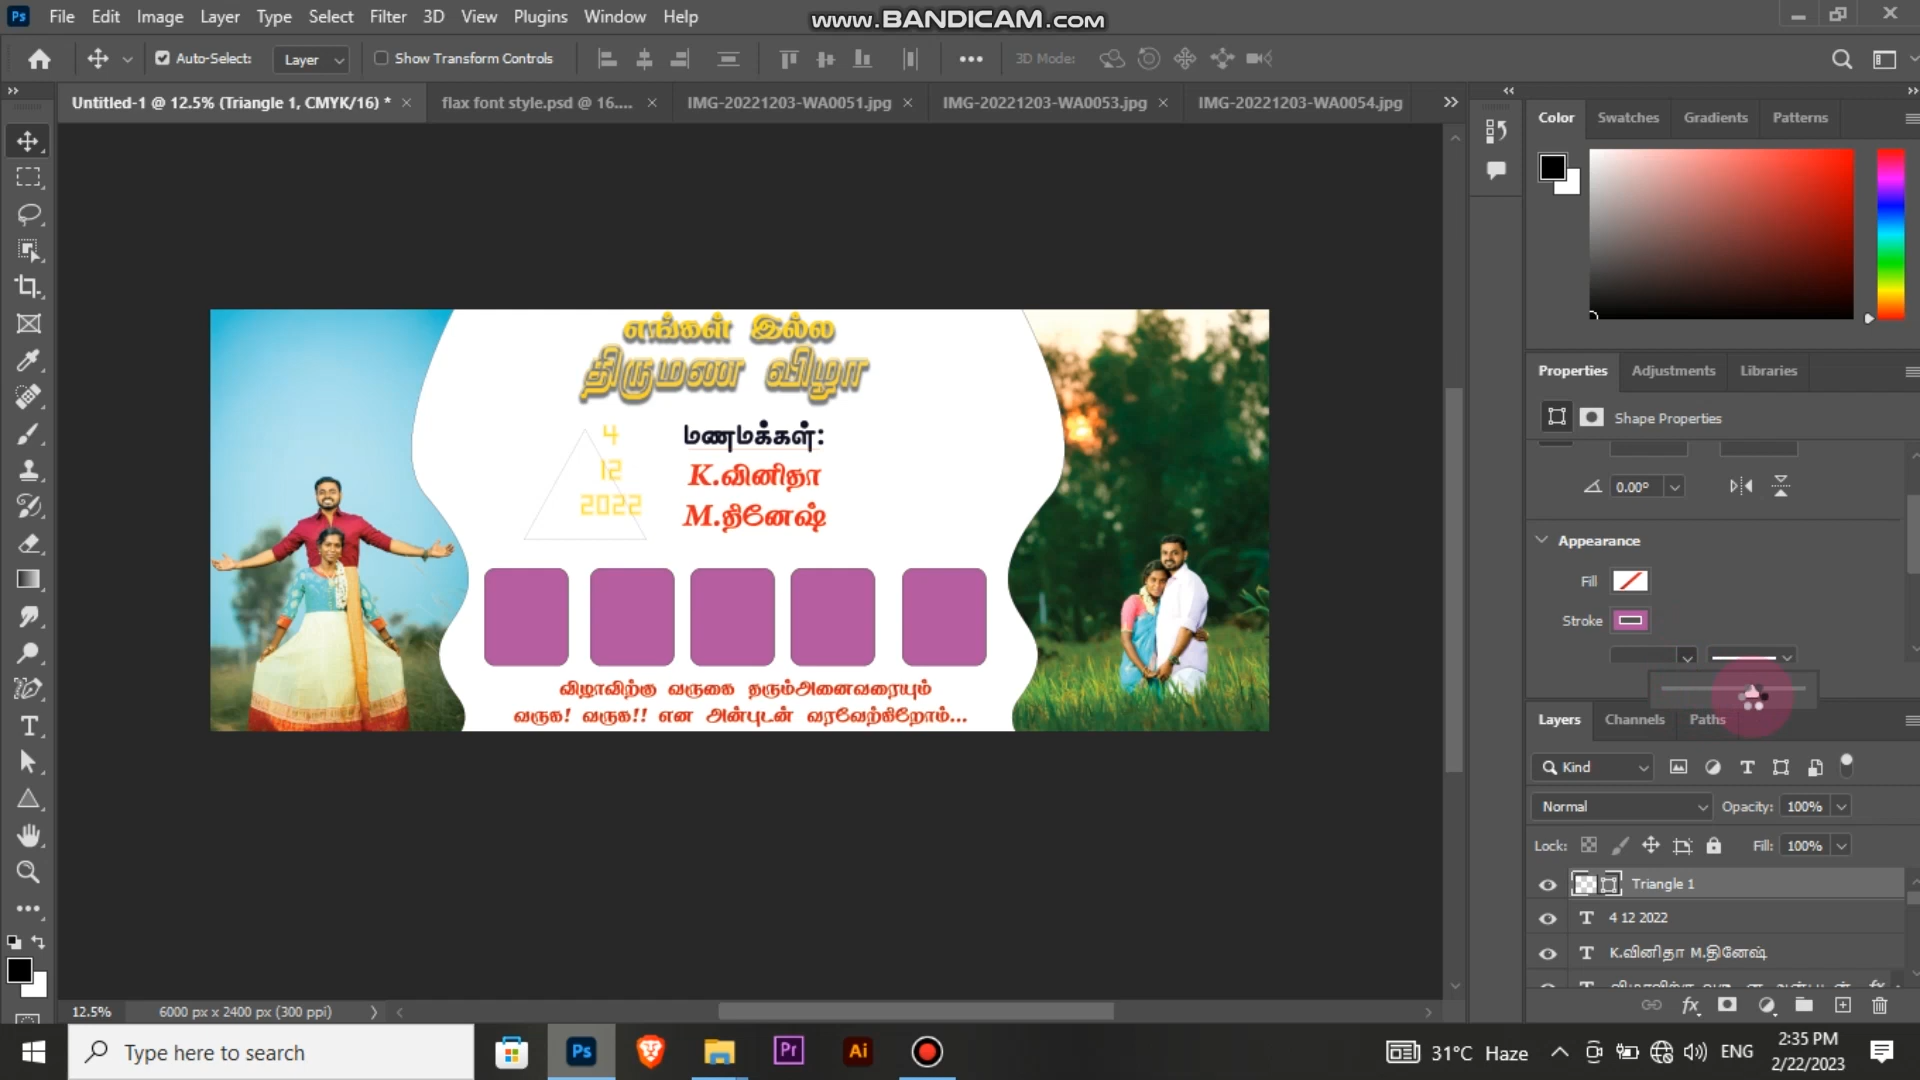 File Edit Image Layer Type Select Filter 3D View Plugins Window Help
www.BANDICAM.com
Auto-Select: Layer Show Transform Controls 3D Mode:
Untitled-1 @ 12.5% (Triangle 1, CMYK/16) *
flax font style.psd @ 16....
IMG-20221203-WA0051.jpg
IMG-20221203-WA0053.jpg
IMG-20221203-WA0054.jpg
Color Swatches Gradients Patterns
எங்கள் இல்ல
திருமண விழா
4
12
2022
மணமக்கள்:
K.வினிதா
M.தினேஷ்
விழாவிற்கு வருகை தரும்அனைவரையும்
வருக! வருக!! என அன்புடன் வரவேற்கிறோம்...
Properties Adjustments Libraries
Shape Properties
0.00°
Appearance
Fill
Stroke
Layers Channels Paths
Kind
Normal Opacity: 100%
Lock: Fill: 100%
Triangle 1
4 12 2022
K.வினிதா M.தினேஷ்
12.5% 6000 px x 2400 px (300 ppi)
Type here to search
31°C Haze
ENG
2:35 PM
2/22/2023